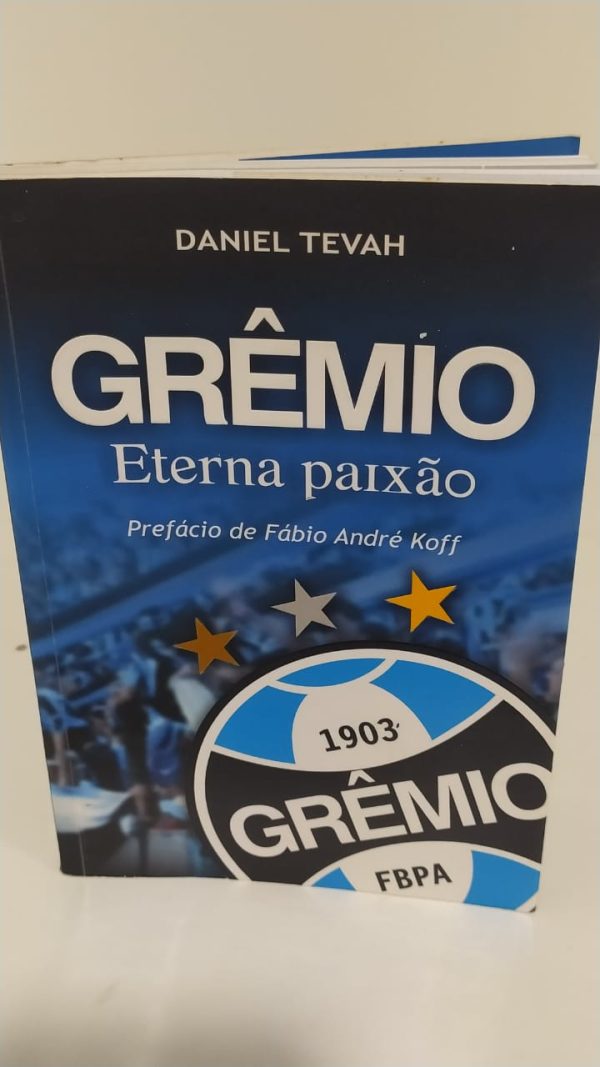 DANIEL TEVAH
GRÊMIO
Eterna paixão
Prefácio de Fábio André Koff
1903
GRÊMIO
FBPA